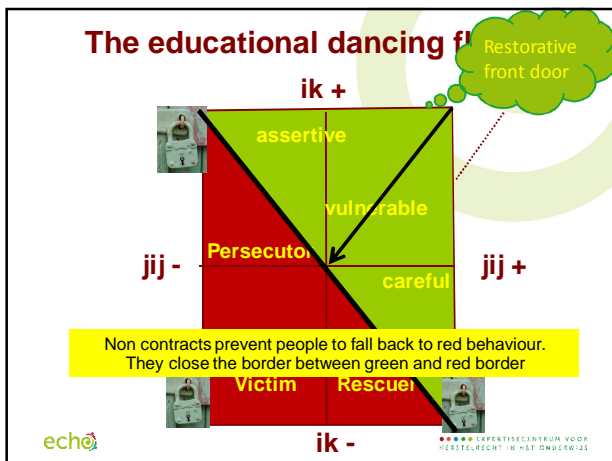 The educational dancing fl
Restorative
front door
ik +
assertive
vulnerable
Persecutor
jij -
jij +
careful
Non contracts prevent people to fall back to red behaviour.
They close the border between green and red border
Victim
Rescuer
ik -
echo
EXPERTISECENTRUM VOOR
HERSTELRECHT IN HET ONDERWIJS